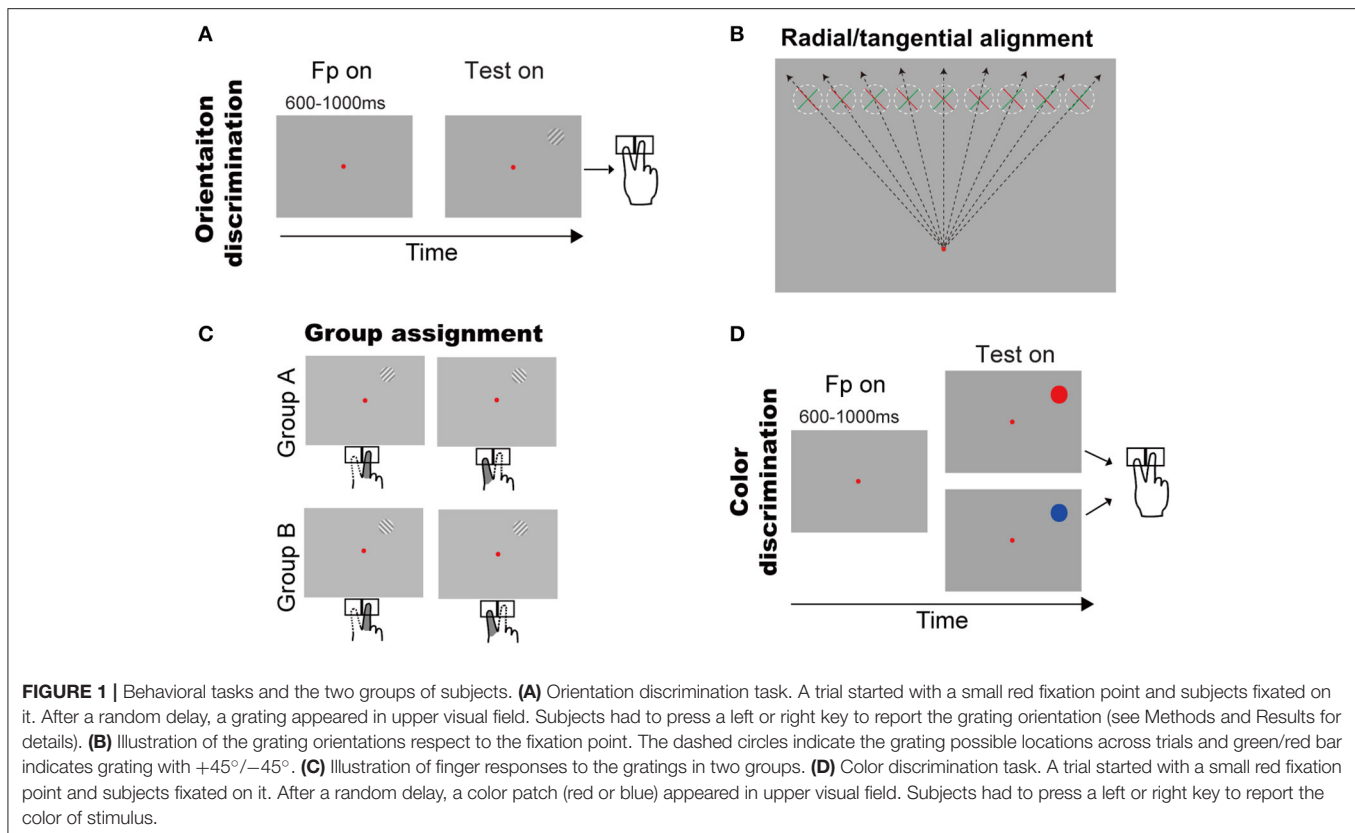 A
Fp on
Test on
600-1000ms
Orientaiton
discrimination
Time
B
Radial/tangential alignment
C
Group assignment
Group A
Group B
D
Test on
Fp on
600-1000ms
Color
discrimination
Time
FIGURE 1 | Behavioral tasks and the two groups of subjects. (A) Orientation discrimination task. A trial started with a small red fixation point and subjects fixated on
it. After a random delay, a grating appeared in upper visual field. Subjects had to press a left or right key to report the grating orientation (see Methods and Results for
details). (B) Illustration of the grating orientations respect to the fixation point. The dashed circles indicate the grating possible locations across trials and green/red bar
indicates grating with +45°/−45°. (C) Illustration of finger responses to the gratings in two groups. (D) Color discrimination task. A trial started with a small red fixation
point and subjects fixated on it. After a random delay, a color patch (red or blue) appeared in upper visual field. Subjects had to press a left or right key to report the
color of stimulus.